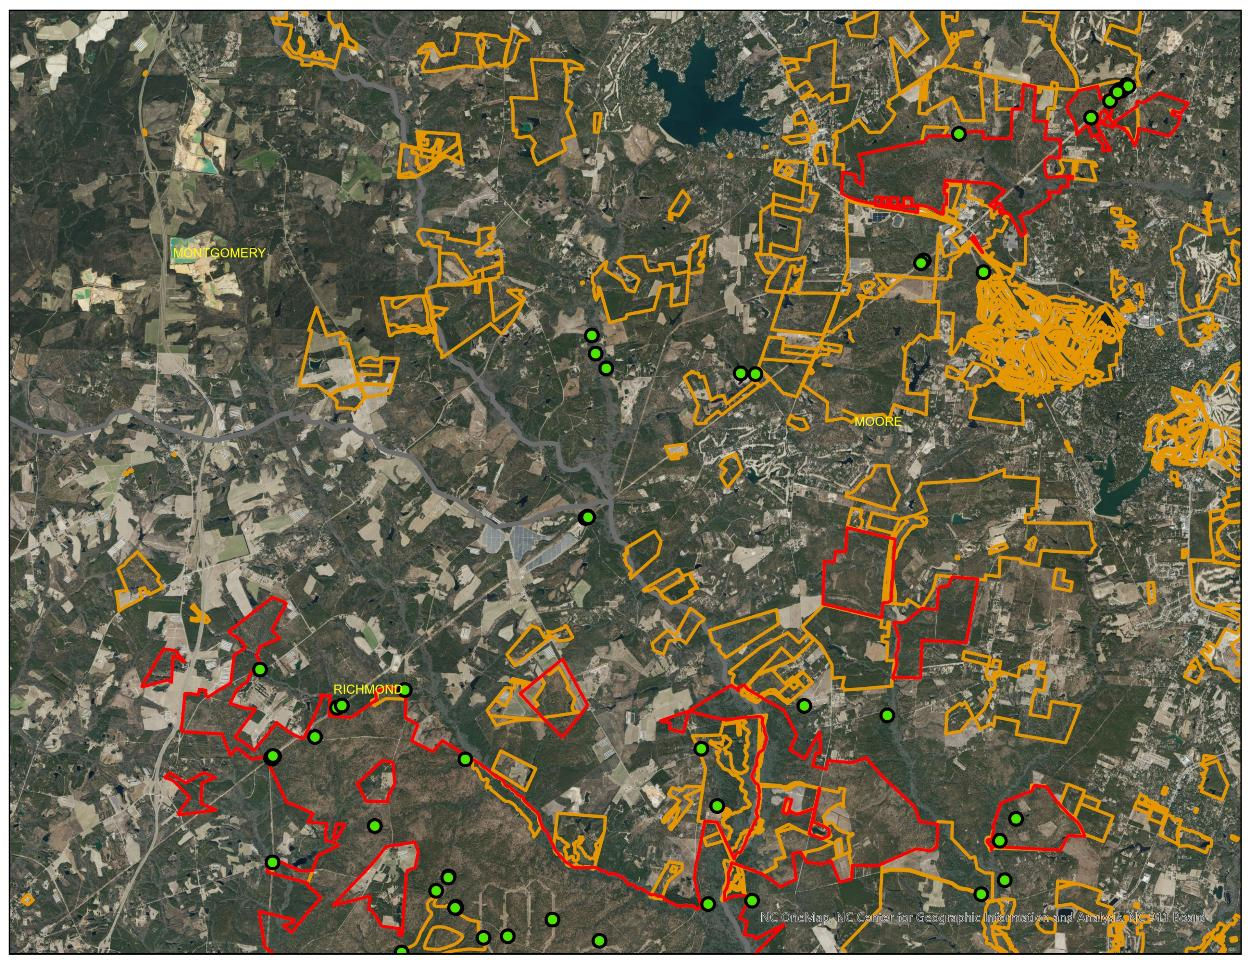 MONTGOMERY
MOORE
RICHMOND
NC OneMap, NC Center for Geographic Information and Analysis, NC 911 Board